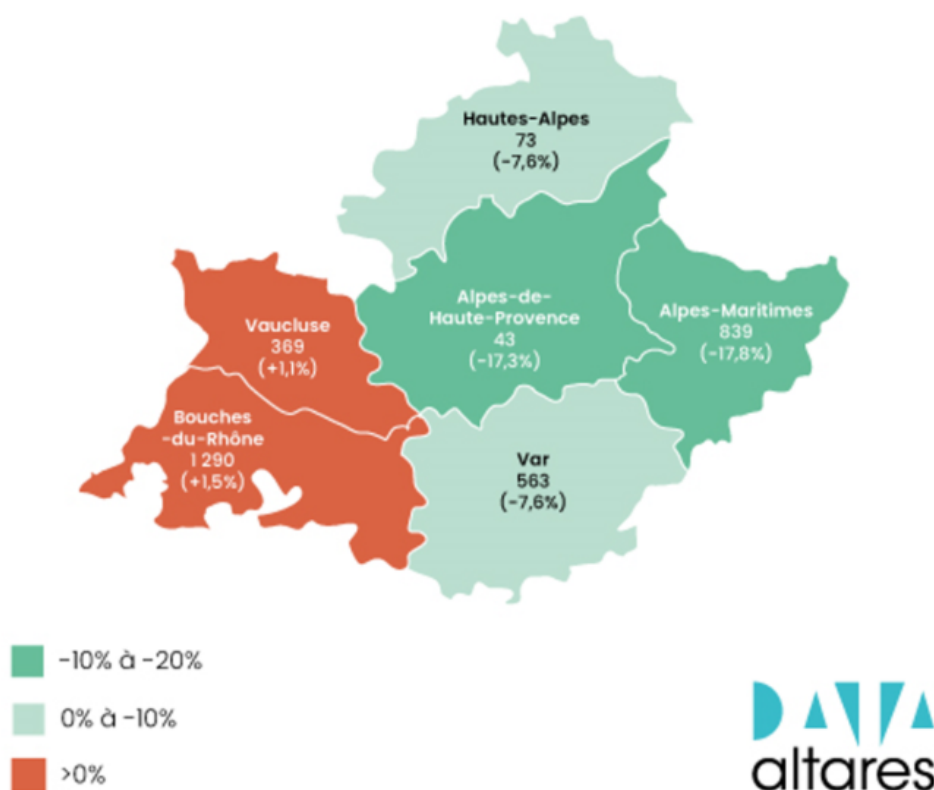 Hautes-Alpes
73
(-7,6%)
Alpes-de-
Haute-Provence
43
(-17,3%)
Alpes-Maritimes
839
(-17,8%)
Vaucluse
369
(+1,1%)
Bouches
-du-Rhône
1 290
(+1,5%)
Var
563
(-7,6%)
-10% à -20%
0% à -10%
>0%
DATA
altares